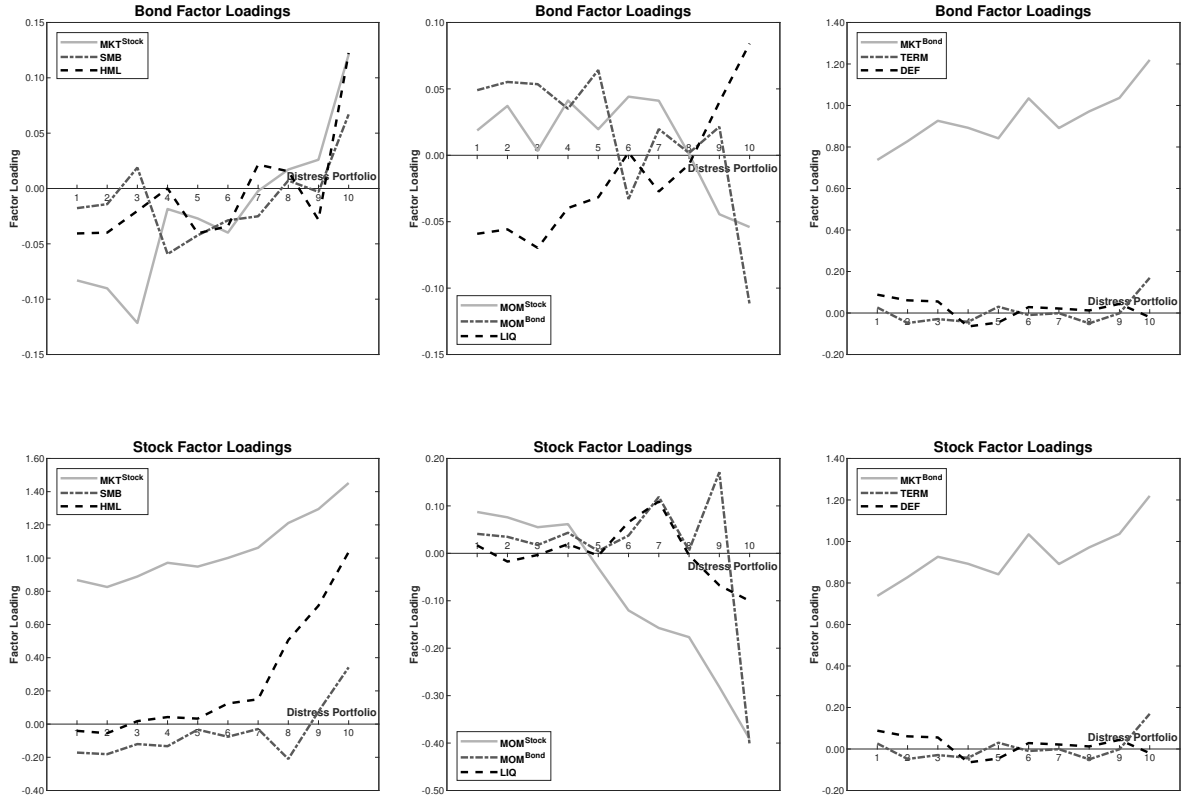 Bond Factor Loadings
0.15
0.10
0.05
0.00
-0.05
-0.10
-0.15
Factor Loading
MKT^Stock
SMB
HML
Distress Portfolio
1 2 3 4 5 6 7 8 9 10
Bond Factor Loadings
0.10
0.05
0.00
-0.05
-0.10
-0.15
Factor Loading
1 2 3 4 5 6 7 8 9 10
Distress Portfolio
MOM^Stock
MOM^Bond
LIQ
Bond Factor Loadings
1.40
1.20
1.00
0.80
0.60
0.40
0.20
0.00
-0.20
Factor Loading
MKT^Bond
TERM
DEF
Distress Portfolio
1 2 3 4 5 6 7 8 9 10
Stock Factor Loadings
1.60
1.40
1.20
1.00
0.80
0.60
0.40
0.20
0.00
-0.20
-0.40
Factor Loading
MKT^Stock
SMB
HML
Distress Portfolio
1 2 3 4 5 6 7 8 9 10
Stock Factor Loadings
0.20
0.10
0.00
-0.10
-0.20
-0.30
-0.40
-0.50
Factor Loading
1 2 3 4 5 6 7 8 9 10
Distress Portfolio
MOM^Stock
MOM^Bond
LIQ
Stock Factor Loadings
1.40
1.20
1.00
0.80
0.60
0.40
0.20
0.00
-0.20
Factor Loading
MKT^Bond
TERM
DEF
Distress Portfolio
1 2 3 4 5 6 7 8 9 10